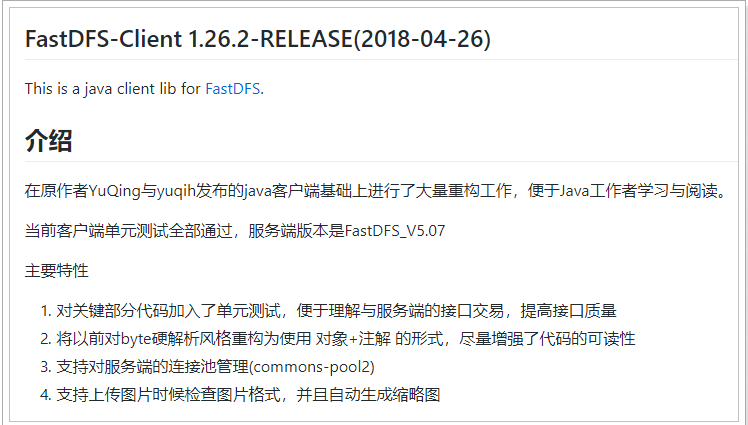 FastDFS-Client 1.26.2-RELEASE(2018-04-26)
This is a java client lib for FastDFS.
介绍
在原作者YuQing与yuqih发布的java客户端基础上进行了大量重构工作，便于Java工作者学习与阅读。
当前客户端单元测试全部通过，服务端版本是FastDFS_V5.07
主要特性
1. 对关键部分代码加入了单元测试，便于理解与服务端的接口交易，提高接口质量
2. 将以前对byte硬解析风格重构为使用 对象+注解 的形式，尽量增强了代码的可读性
3. 支持对服务端的连接池管理(commons-pool2)
4. 支持上传图片时候检查图片格式，并且自动生成缩略图